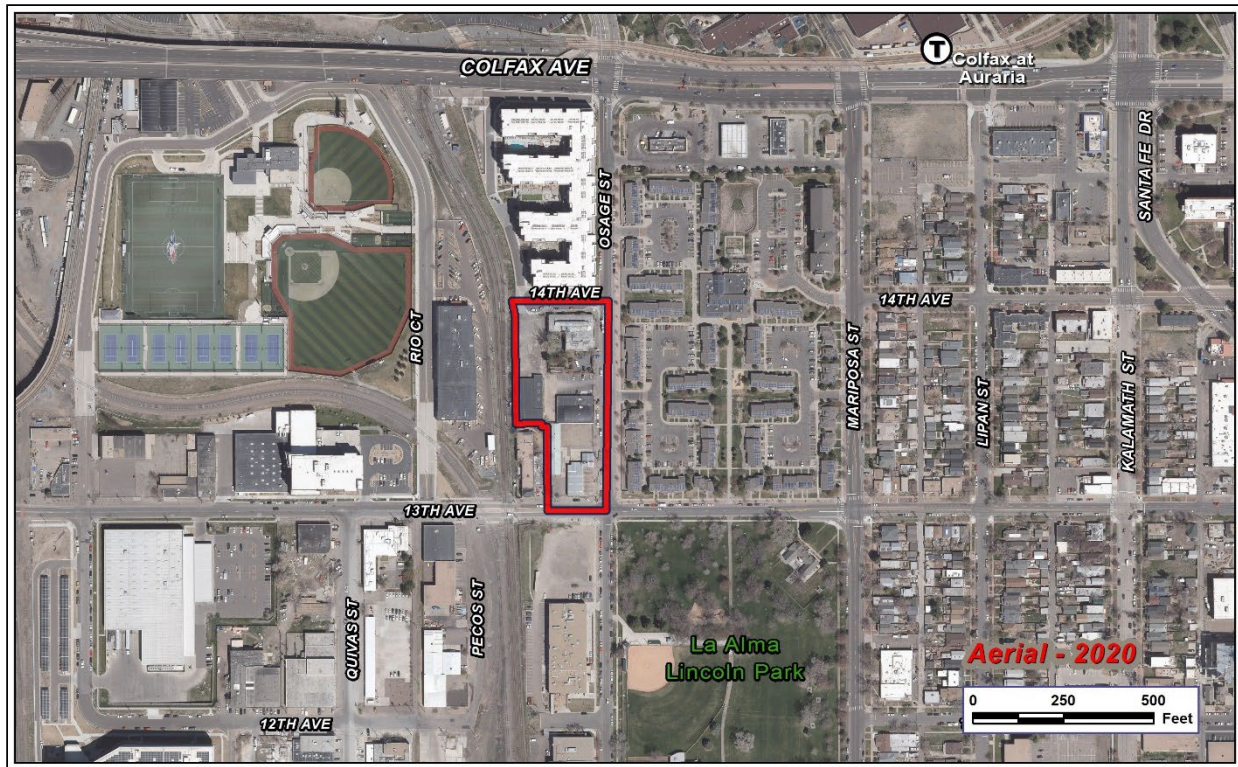 T
Colfax at
Auraria
COLFAX AVE
SANTA FE DR
OSAGE ST
14TH AVE
14TH AVE
RIO CT
MARIPOSA ST
LIPAN ST
KALAMATH ST
13TH AVE
QUIVAS ST
PECOS ST
La Alma
Lincoln Park
Aerial - 2020
0 250 500
Feet
12TH AVE